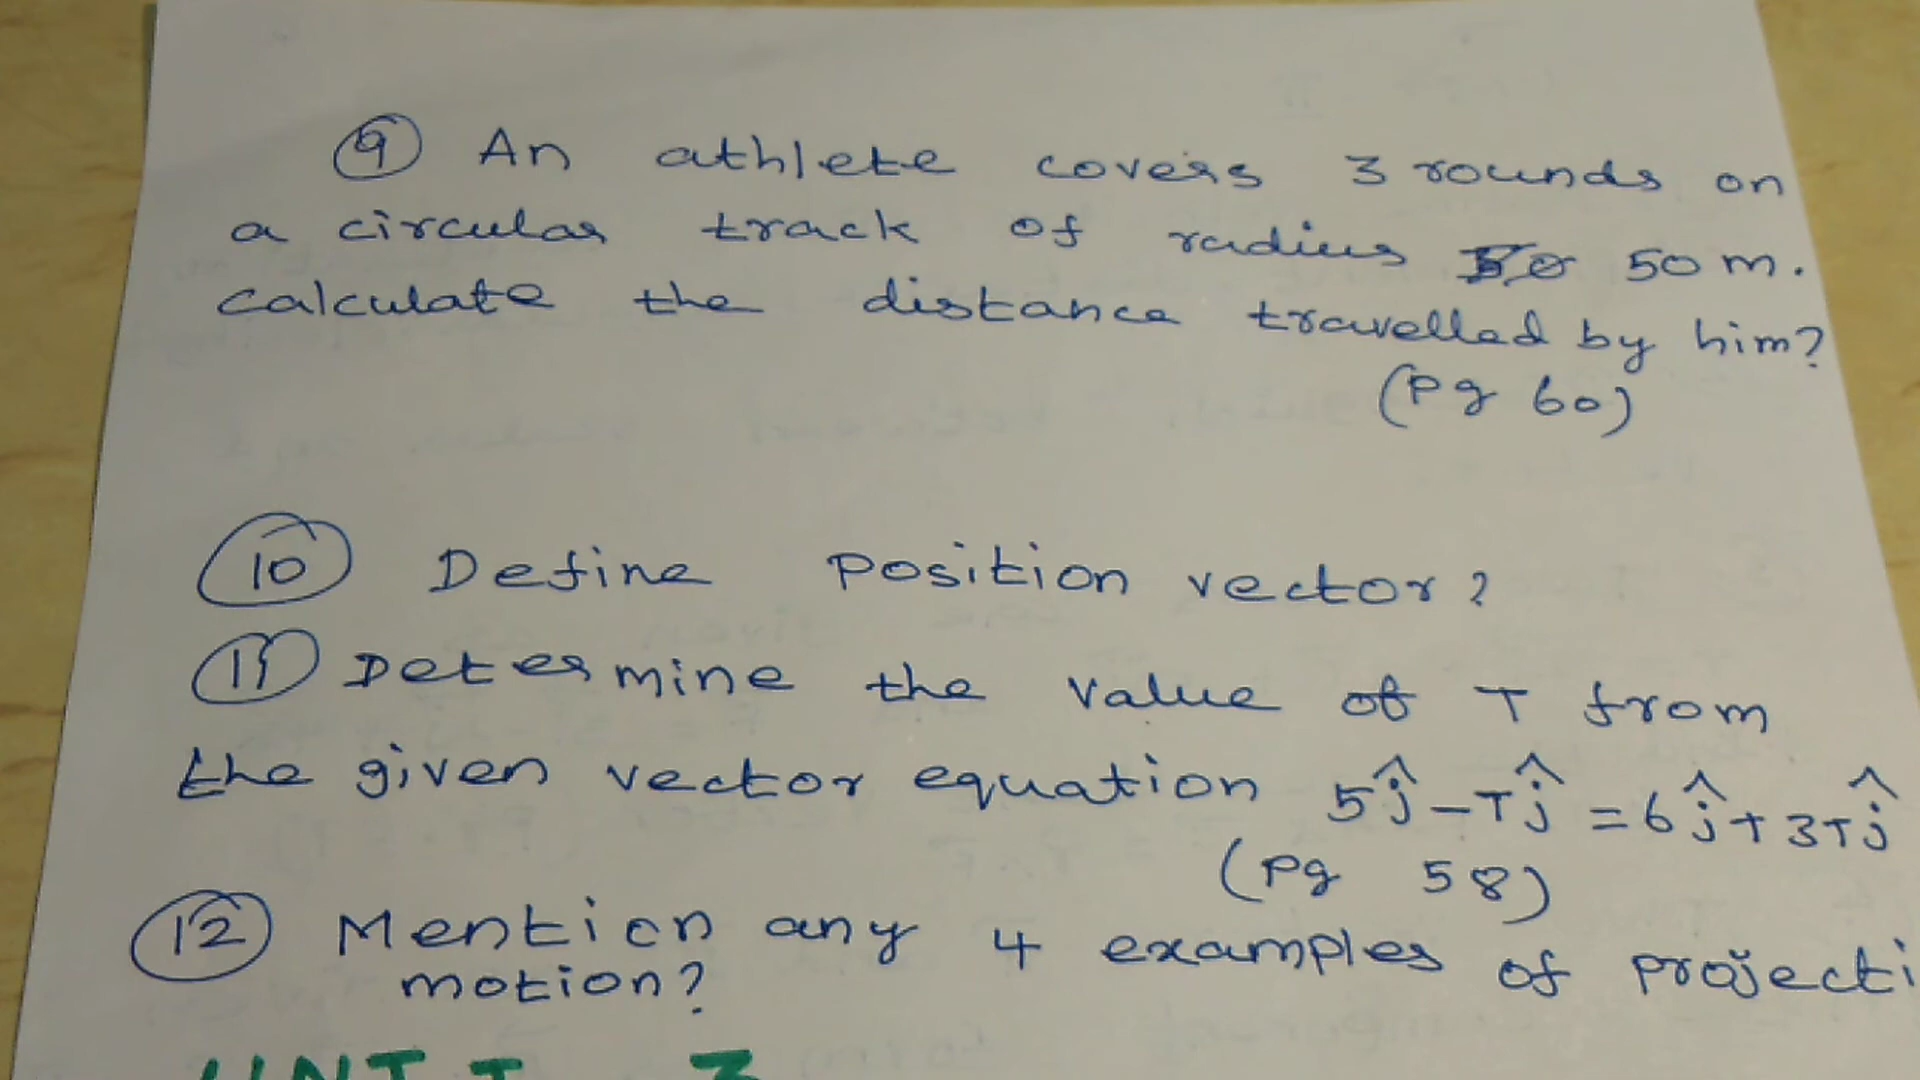 9 An athlete covers 3 rounds on
a circular track of radius 50 m.
calculate the distance travelled by him?
(Pg 60)
10 Define position vector?
11 Determine the value of T from
the given vector equation 5ĵ - Tĵ = 6ĵ + 3Tĵ
(Pg 58)
12 Mention any 4 examples of projecti
motion?
UNIT 3